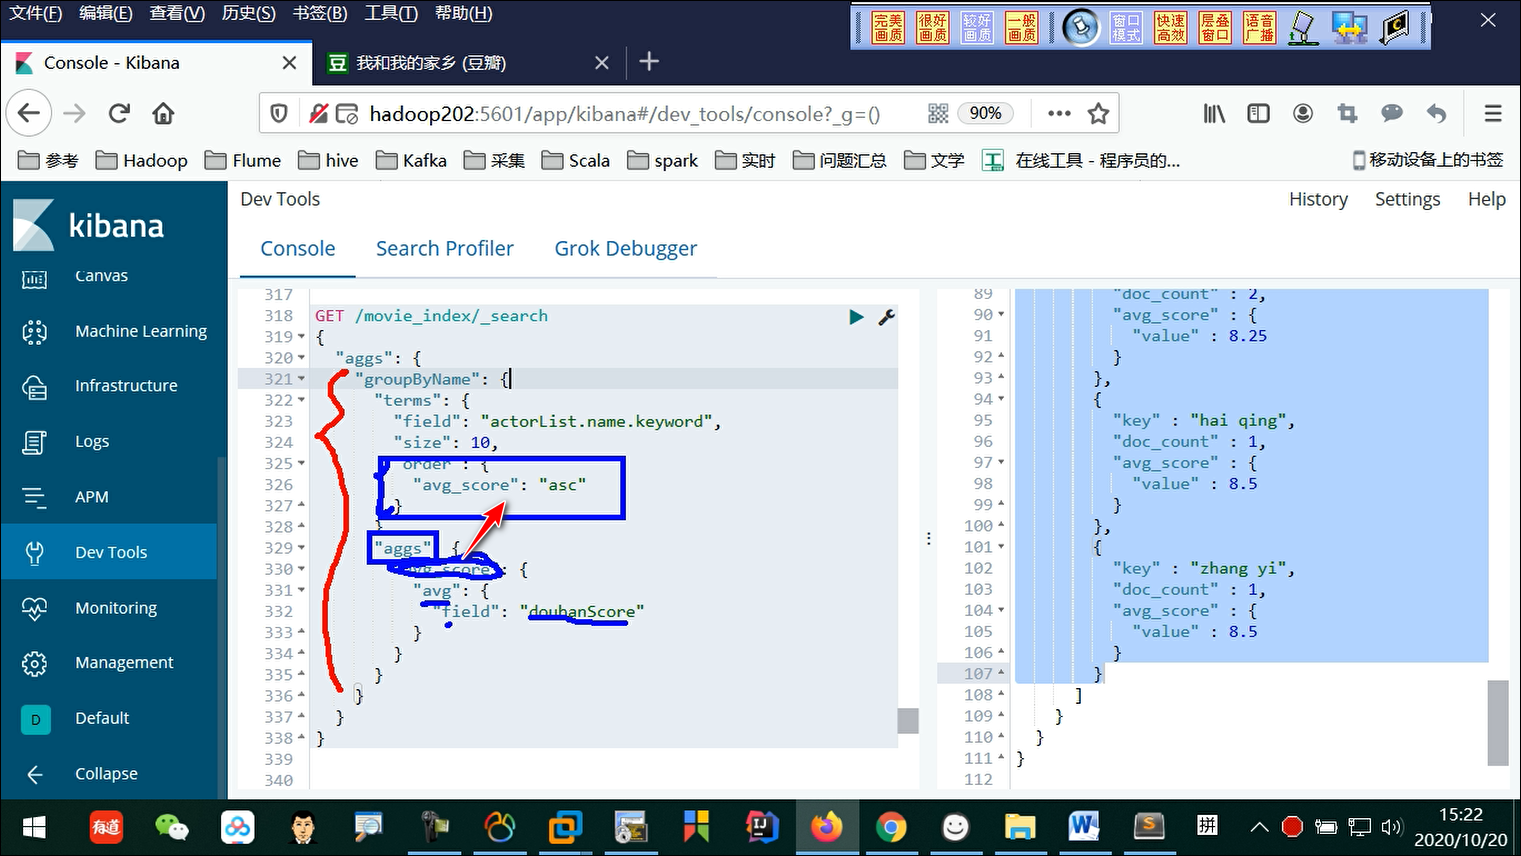 文件(F) 编辑(E) 查看(V) 历史(S) 书签(B) 工具(T) 帮助(H)
完美画质 很好画质 较好画质 一般画质 窗口模式 快速高效 层叠窗口 语音广播
Console - Kibana
豆 我和我的家乡 (豆瓣)
hadoop202:5601/app/kibana#/dev_tools/console?_g=()
90%
参考 Hadoop Flume hive Kafka 采集 Scala spark 实时 问题汇总 文学 工 在线工具 - 程序员的... 移动设备上的书签
kibana
Canvas
Machine Learning
Infrastructure
Logs
APM
Dev Tools
Monitoring
Management
D Default
Collapse
Dev Tools
History Settings Help
Console Search Profiler Grok Debugger
317
318 GET /movie_index/_search
319 {
320 "aggs": {
321 "groupByName": {
322 "terms": {
323 "field": "actorList.name.keyword",
324 "size": 10,
325 order : {
326 "avg_score": "asc"
327 }
328 }
329 "aggs" {
330 avg_score : {
331 "avg": {
332 "field": "doubanScore"
333 }
334 }
335 }
336 }
337 }
338 }
339
340
89 "doc_count" : 2,
90 "avg_score" : {
91 "value" : 8.25
92 }
93 },
94 {
95 "key" : "hai qing",
96 "doc_count" : 1,
97 "avg_score" : {
98 "value" : 8.5
99 }
100 },
101 {
102 "key" : "zhang yi",
103 "doc_count" : 1,
104 "avg_score" : {
105 "value" : 8.5
106 }
107 }
108 ]
109 }
110 }
111 }
112
有道
IJ
W
S
拼
15:22
2020/10/20